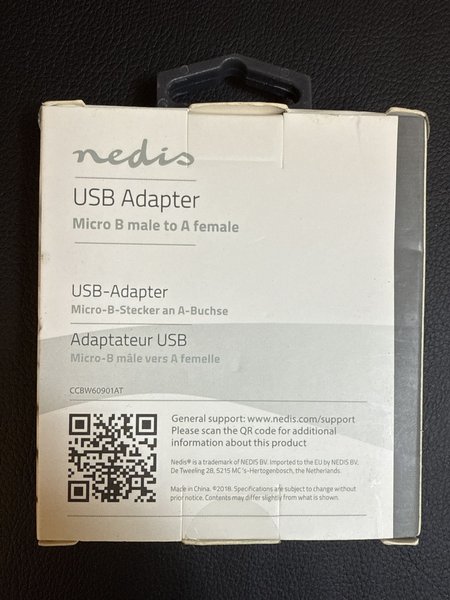 nedis
USB Adapter
Micro B male to A female
USB-Adapter
Micro-B-Stecker an A-Buchse
Adaptateur USB
Micro-B mâle vers A femelle
CCBW60901AT
General support: www.nedis.com/support
Please scan the QR code for additional
information about this product
Nedis® is a trademark of NEDIS BV. Imported to the EU by NEDIS BV.
De Tweeling 28, 5215 MC 's-Hertogenbosch, the Netherlands.
Made in China. ©2018. Specifications are subject to change without
prior notice. Contents may differ slightly from what is shown.